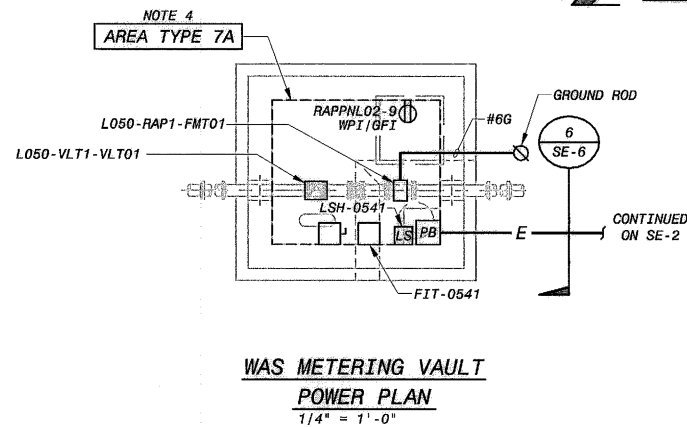 NOTE 4
AREA TYPE 7A
RAPPNL02-9
WPI/GFI
#6G
GROUND ROD
L050-RAP1-FMT01
6
SE-6
L050-VLT1-VLT01
LSH-0541
LS
PB
E
CONTINUED
ON SE-2
FIT-0541
WAS METERING VAULT
POWER PLAN
1/4" = 1'-0"